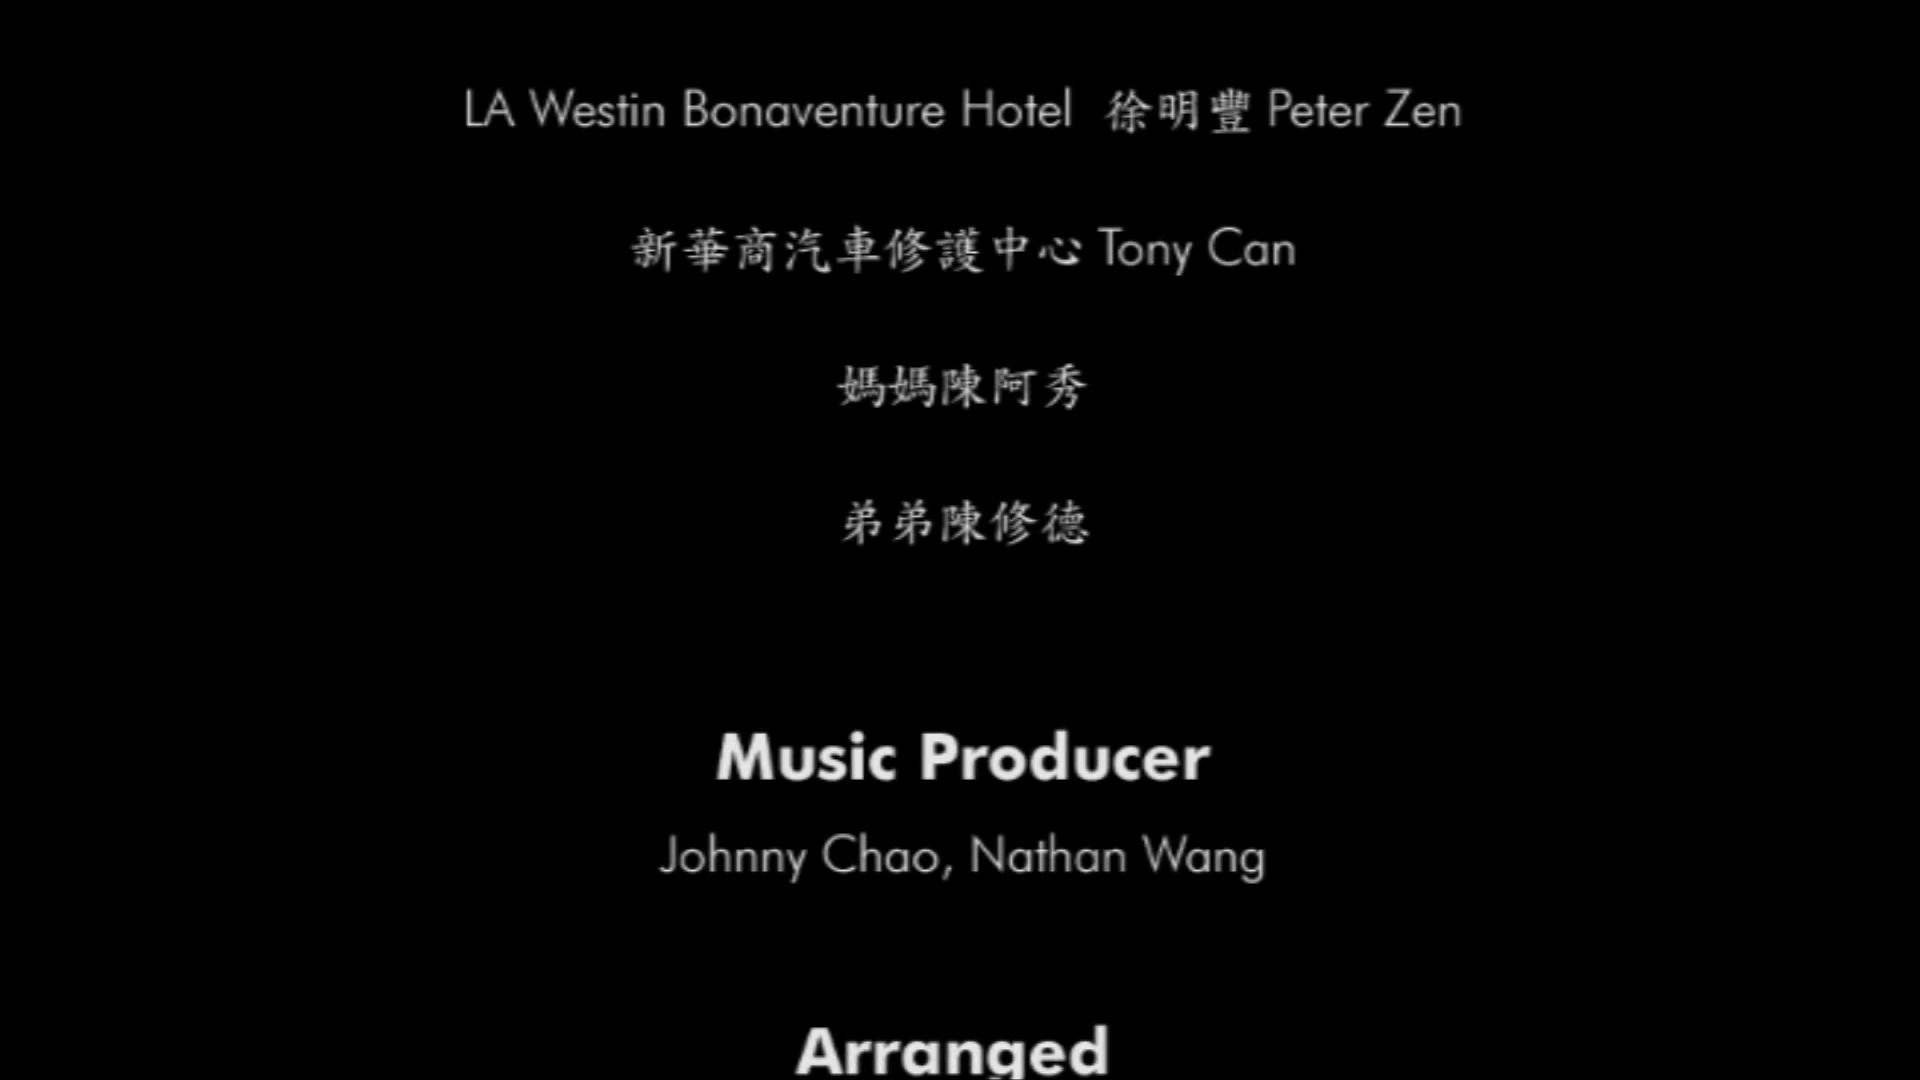 LA Westin Bonaventure Hotel 徐明豐 Peter Zen
新華商汽車修護中心 Tony Can
媽媽陳阿秀
弟弟陳修德
Music Producer
Johnny Chao, Nathan Wang
Arranged